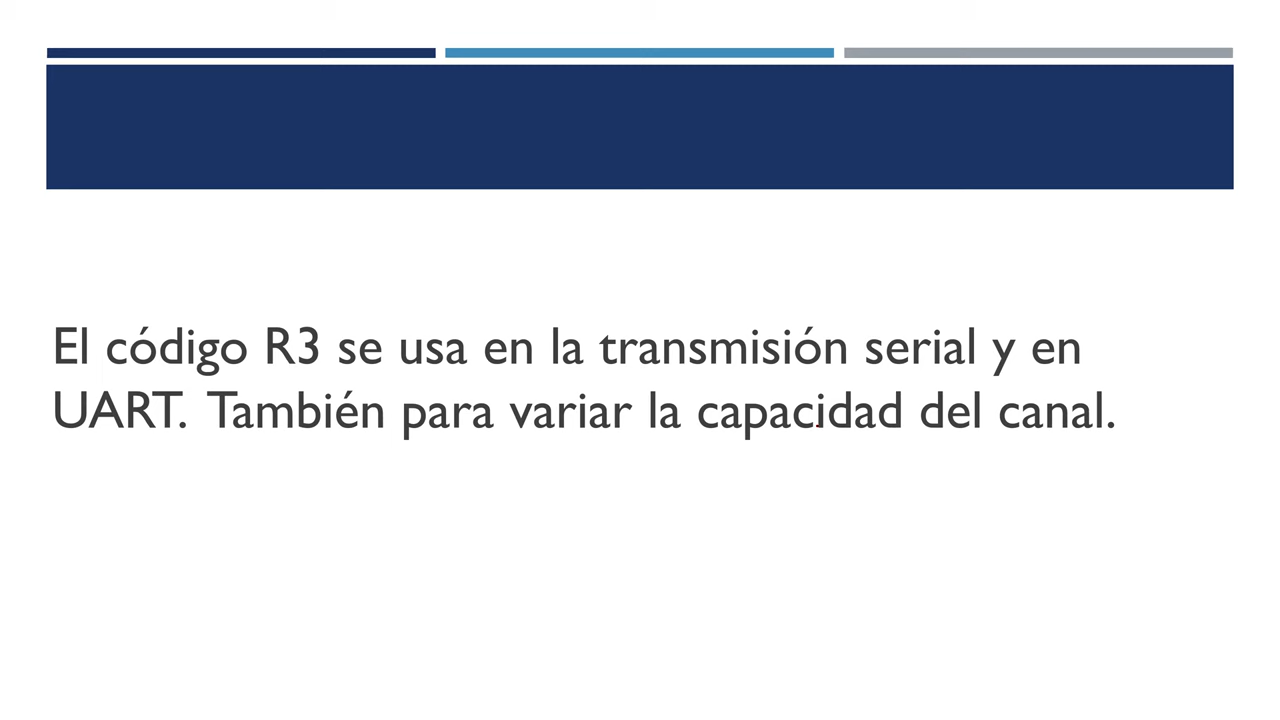 El código R3 se usa en la transmisión serial y en
UART. También para variar la capacidad del canal.